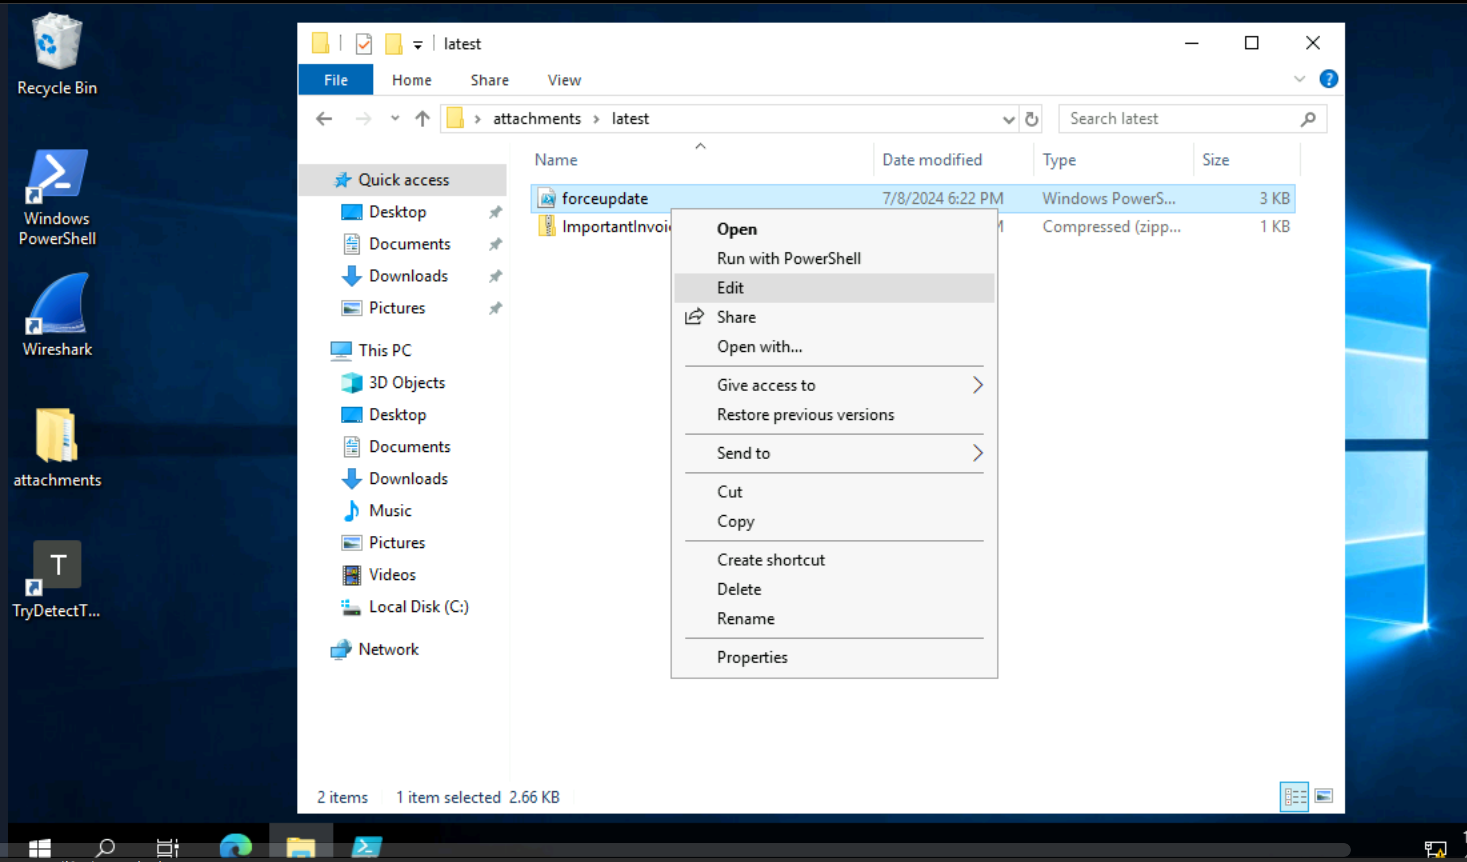 Recycle Bin
Windows PowerShell
Wireshark
attachments
TryDetectT...
latest
File Home Share View
attachments > latest
Search latest
Name Date modified Type Size
forceupdate 7/8/2024 6:22 PM Windows PowerS... 3 KB
M Compressed (zipp... 1 KB
Quick access
Desktop
Documents
Downloads
Pictures
This PC
3D Objects
Desktop
Documents
Downloads
Music
Pictures
Videos
Local Disk (C:)
Network
Open
Run with PowerShell
Edit
Share
Open with...
Give access to
Restore previous versions
Send to
Cut
Copy
Create shortcut
Delete
Rename
Properties
2 items 1 item selected 2.66 KB